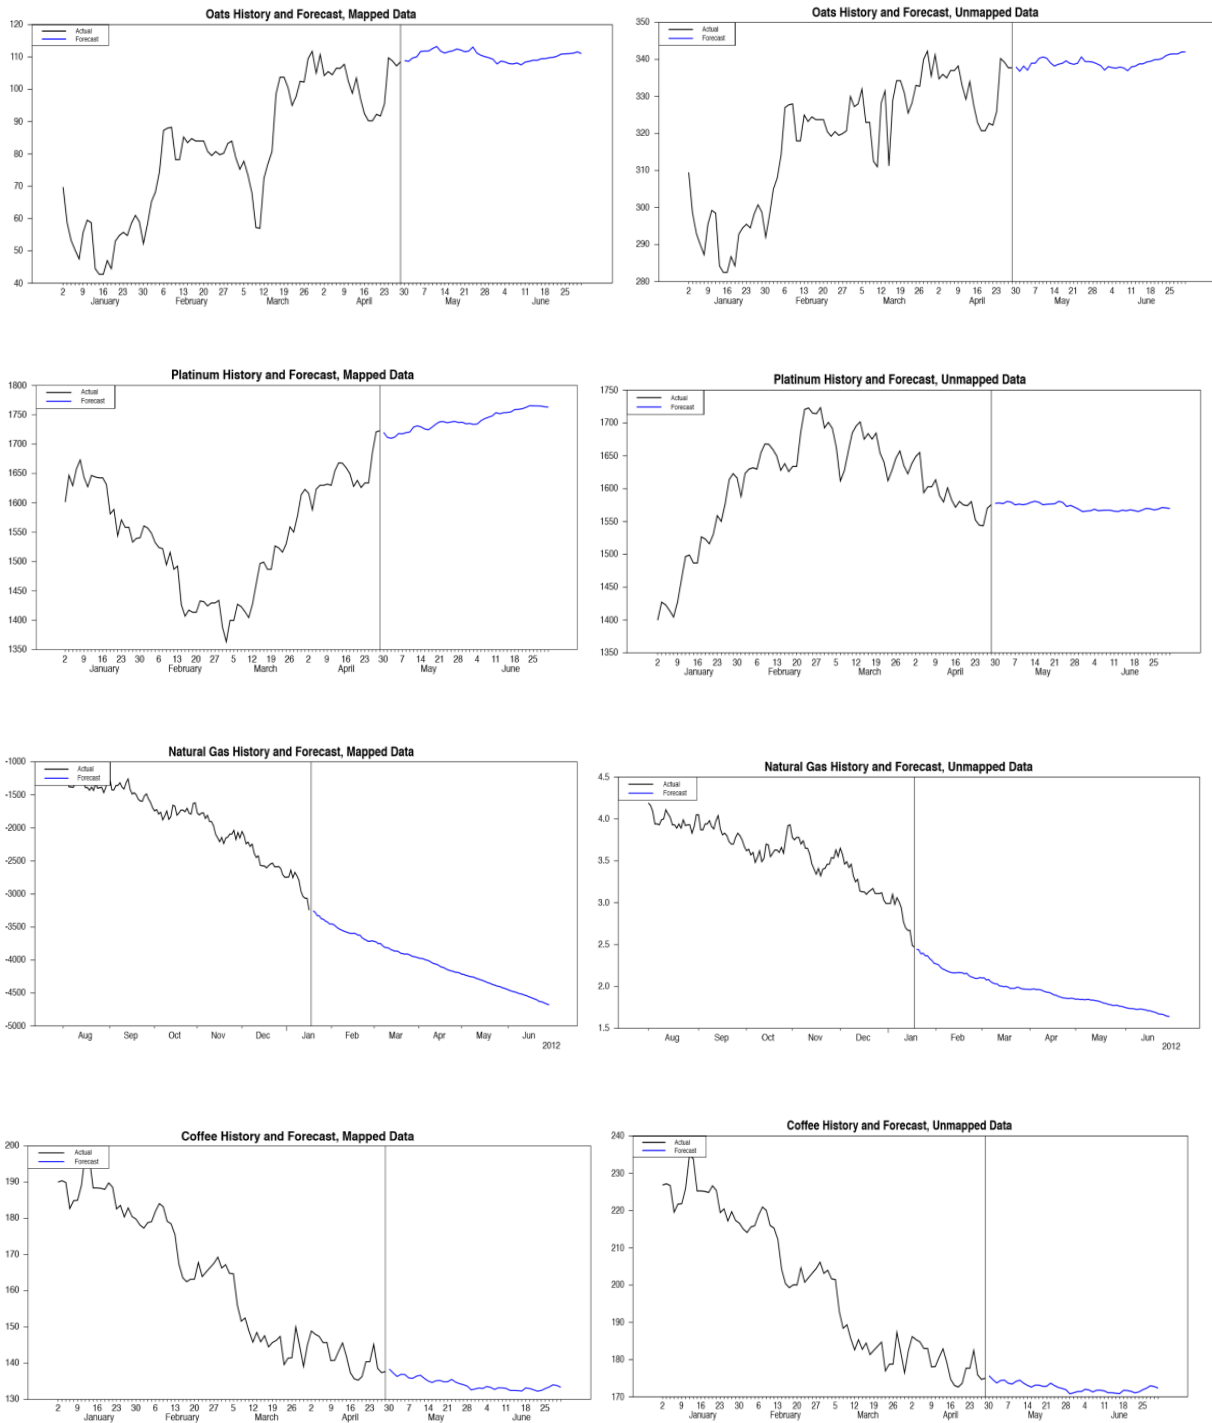 Oats History and Forecast, Mapped Data
Actual
Forecast
120
110
100
90
80
70
60
50
40
2 9 16 23 30 6 13 20 27 5 12 19 26 2 9 16 23 30 7 14 21 28 4 11 18 25
January February March April May June
Oats History and Forecast, Unmapped Data
Actual
Forecast
350
340
330
320
310
300
290
280
2 9 16 23 30 6 13 20 27 5 12 19 26 2 9 16 23 30 7 14 21 28 4 11 18 25
January February March April May June
Platinum History and Forecast, Mapped Data
Actual
Forecast
1800
1750
1700
1650
1600
1550
1500
1450
1400
1350
2 9 16 23 30 6 13 20 27 5 12 19 26 2 9 16 23 30 7 14 21 28 4 11 18 25
January February March April May June
Platinum History and Forecast, Unmapped Data
Actual
Forecast
1750
1700
1650
1600
1550
1500
1450
1400
1350
2 9 16 23 30 6 13 20 27 5 12 19 26 2 9 16 23 30 7 14 21 28 4 11 18 25
January February March April May June
Natural Gas History and Forecast, Mapped Data
Actual
Forecast
-1000
-1500
-2000
-2500
-3000
-3500
-4000
-4500
-5000
Aug Sep Oct Nov Dec Jan Feb Mar Apr May Jun
2012
Natural Gas History and Forecast, Unmapped Data
Actual
Forecast
4.5
4.0
3.5
3.0
2.5
2.0
1.5
Aug Sep Oct Nov Dec Jan Feb Mar Apr May Jun
2012
Coffee History and Forecast, Mapped Data
Actual
Forecast
200
190
180
170
160
150
140
130
2 9 16 23 30 6 13 20 27 5 12 19 26 2 9 16 23 30 7 14 21 28 4 11 18 25
January February March April May June
Coffee History and Forecast, Unmapped Data
Actual
Forecast
240
230
220
210
200
190
180
170
2 9 16 23 30 6 13 20 27 5 12 19 26 2 9 16 23 30 7 14 21 28 4 11 18 25
January February March April May June